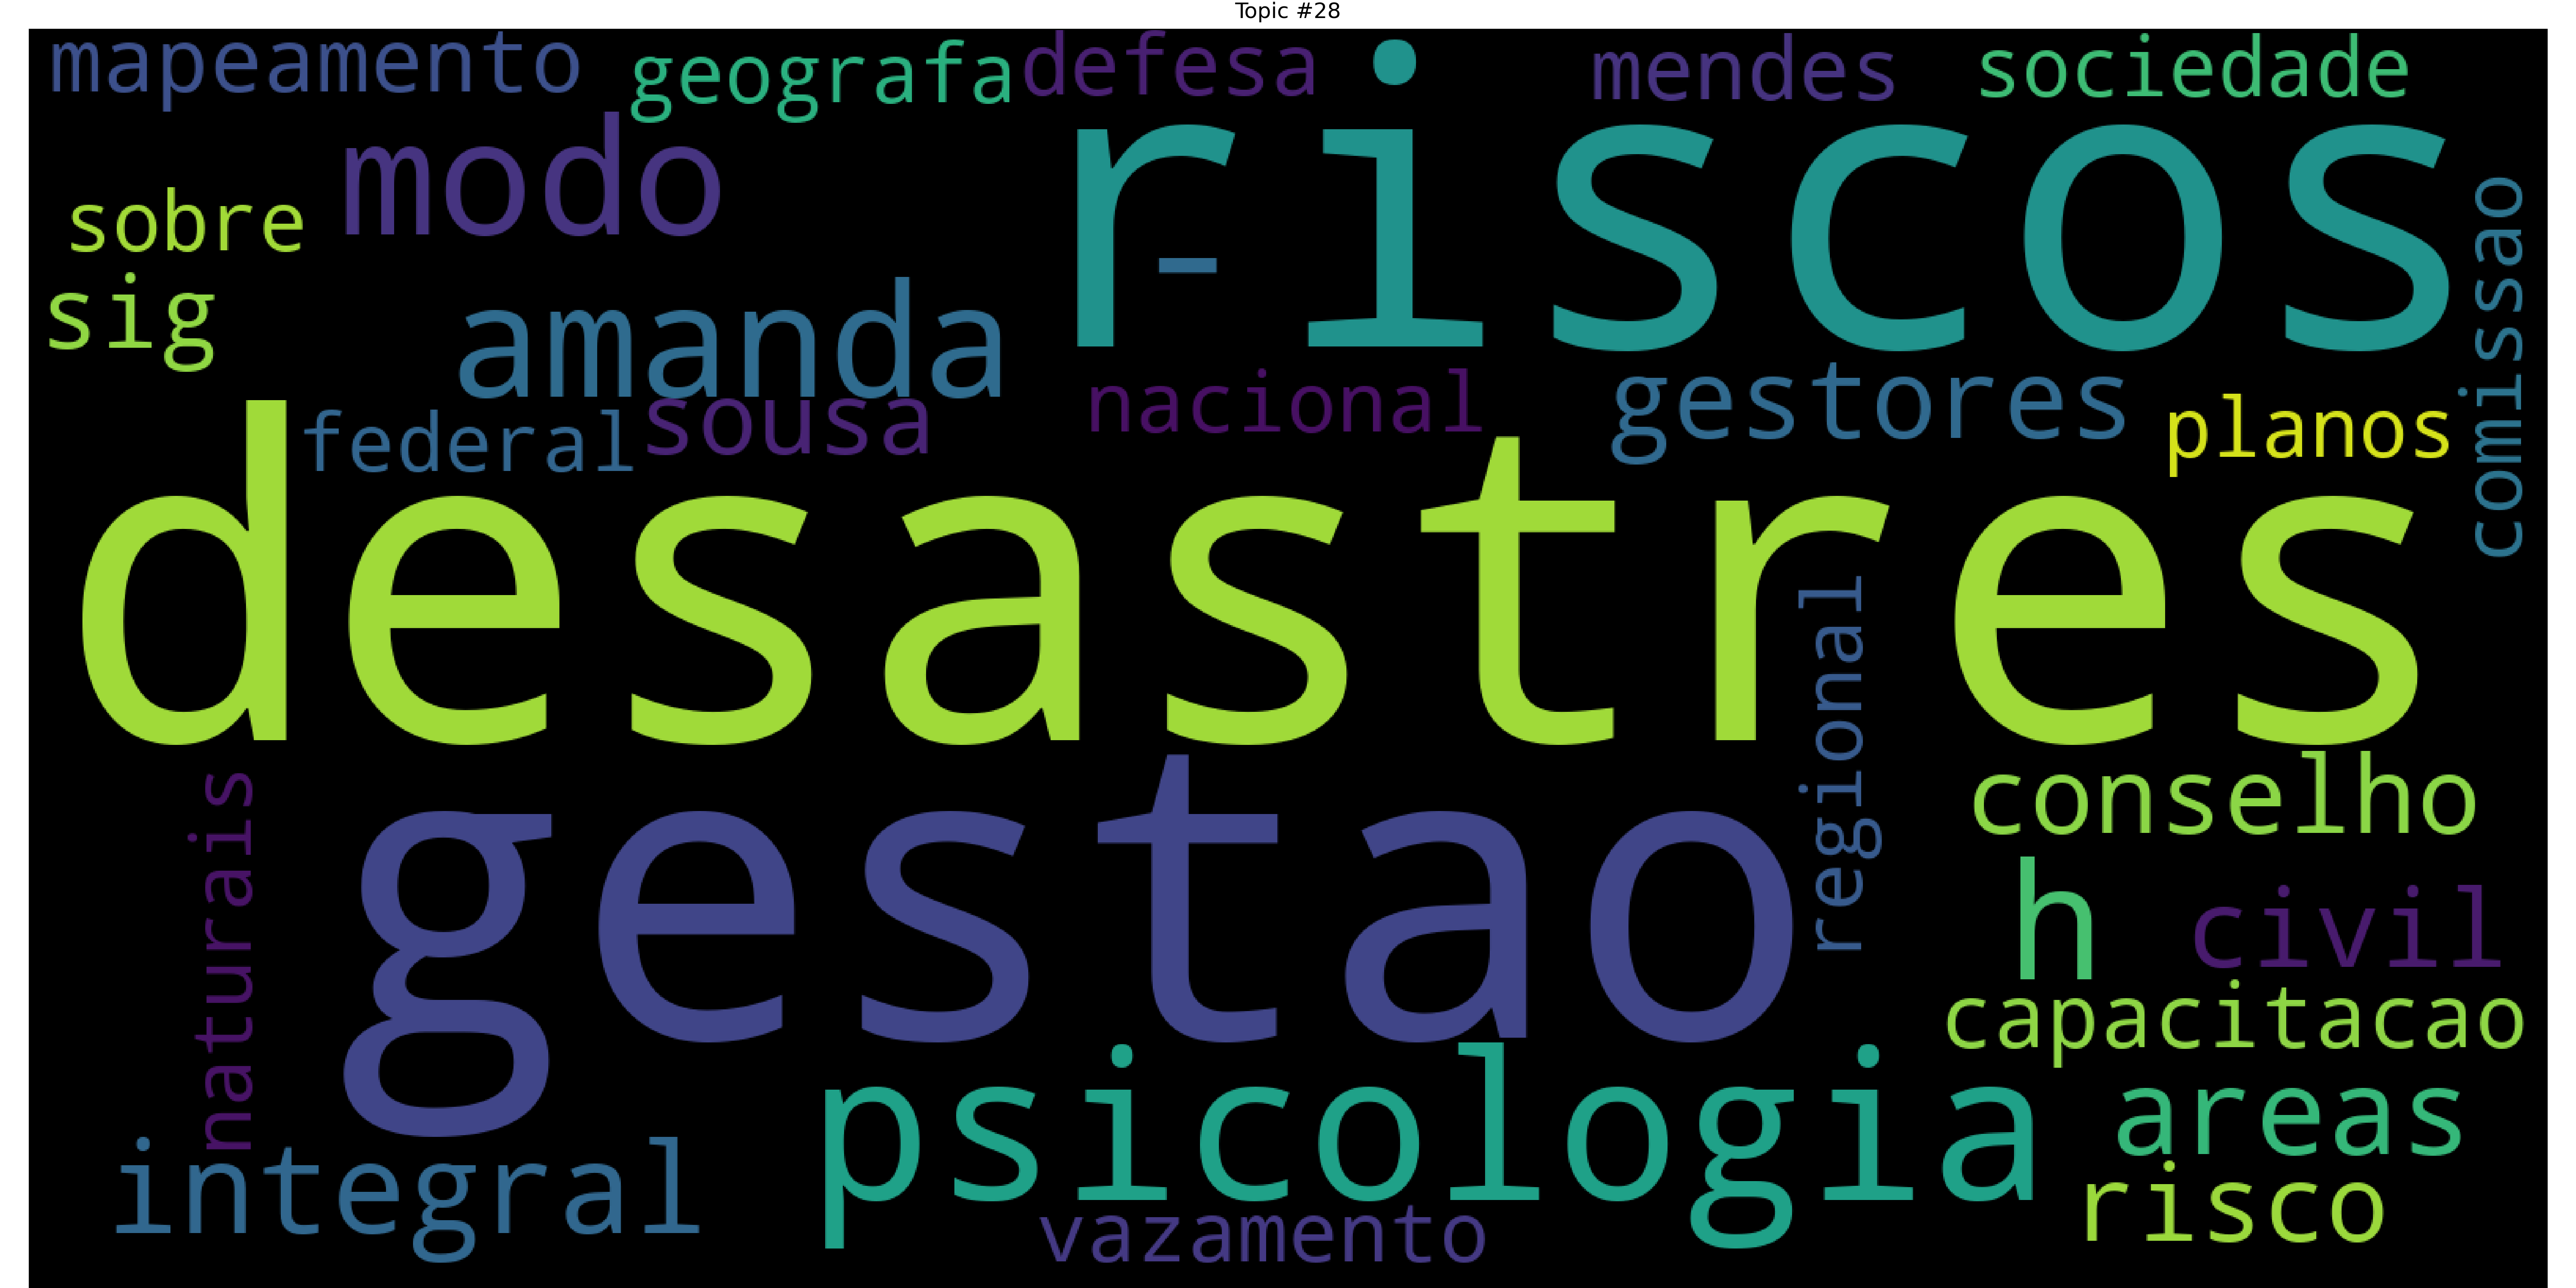 Topic #28
mapeamento
geografa
defesa
mendes
sociedade
modo
riscos
sobre
-
comissao
sig
amanda
nacional
gestores
planos
federal
sousa
desastres
regional
naturais
gestao
conselho
h
civil
capacitacao
psicologia
areas
integral
risco
vazamento